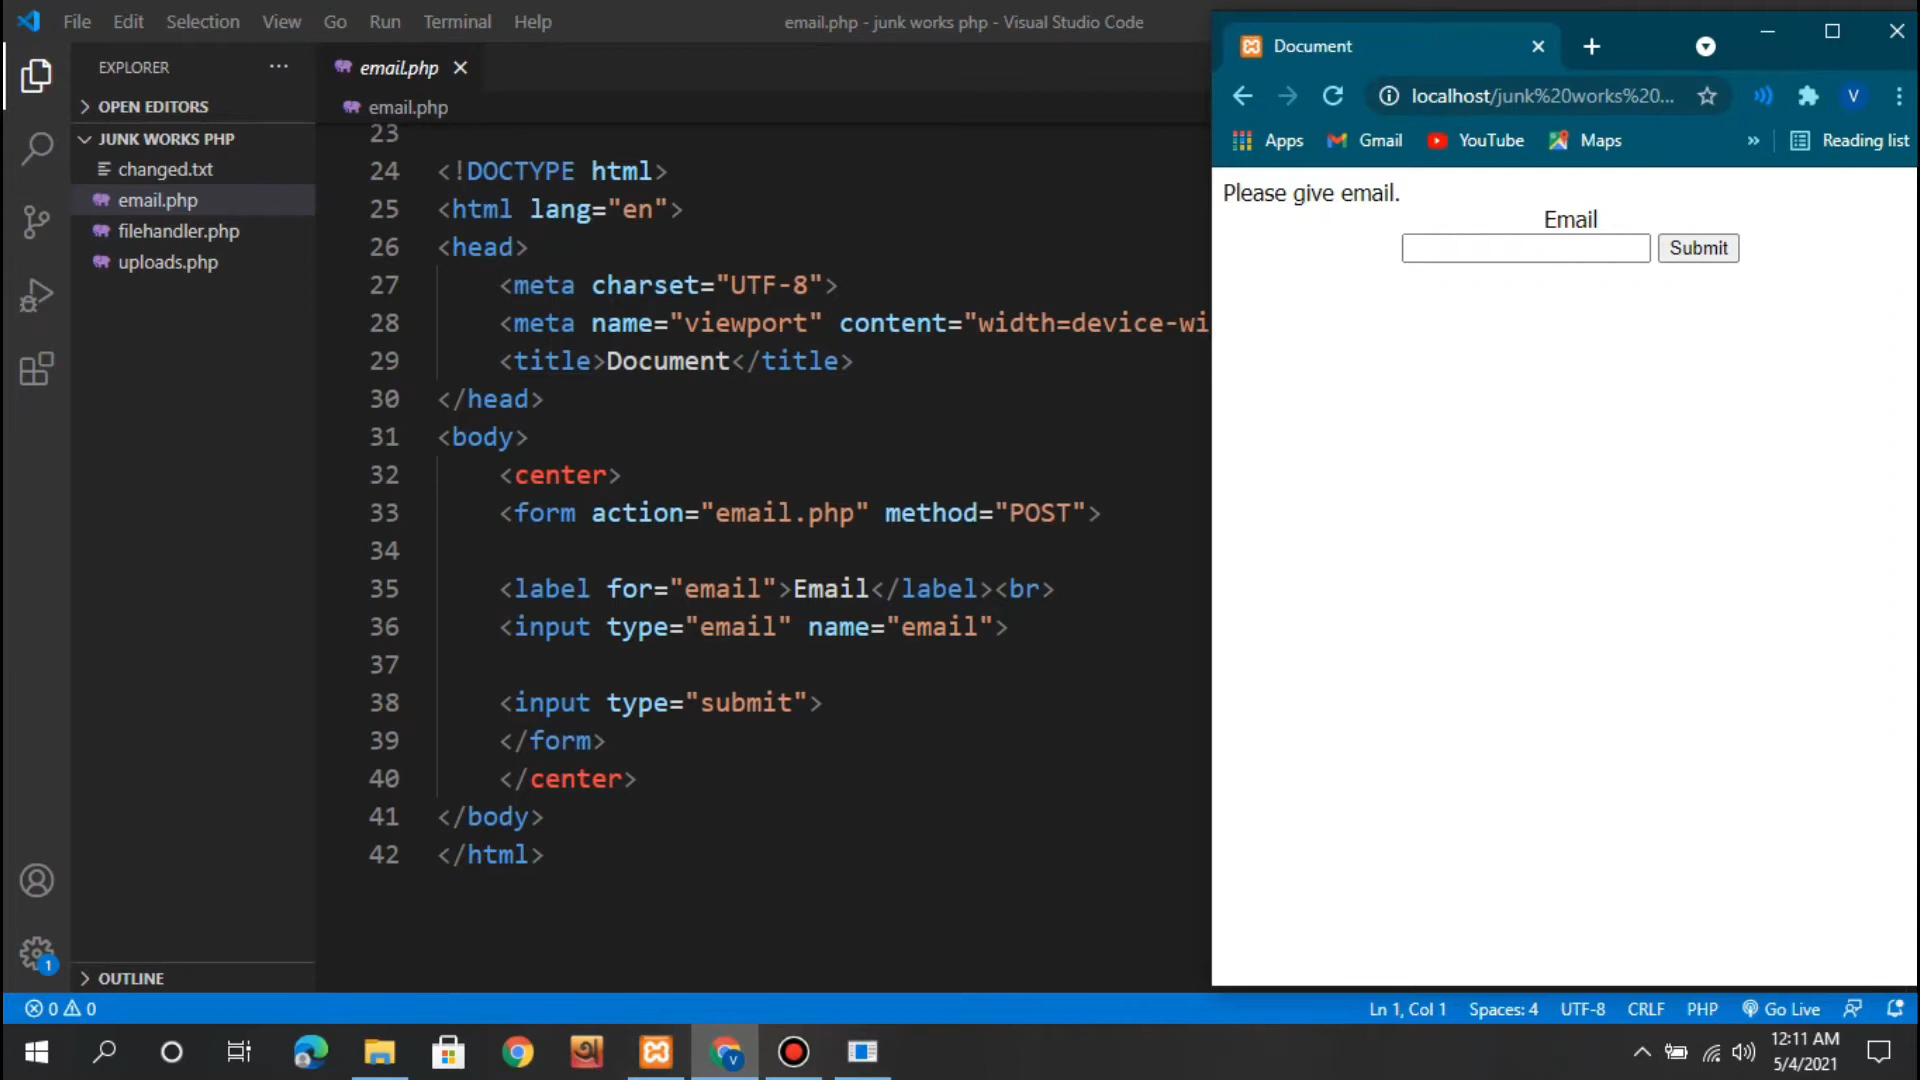 File Edit Selection View Go Run Terminal Help
email.php - junk works php - Visual Studio Code
EXPLORER
OPEN EDITORS
JUNK WORKS PHP
changed.txt
email.php
filehandler.php
uploads.php
OUTLINE
email.php
email.php
23
24 <!DOCTYPE html>
25 <html lang="en">
26 <head>
27 <meta charset="UTF-8">
28 <meta name="viewport" content="width=device-wi
29 <title>Document</title>
30 </head>
31 <body>
32 <center>
33 <form action="email.php" method="POST">
34
35 <label for="email">Email</label><br>
36 <input type="email" name="email">
37
38 <input type="submit">
39 </form>
40 </center>
41 </body>
42 </html>
Document
localhost/junk%20works%20...
V
Apps Gmail YouTube Maps » Reading list
Please give email.
Email
Submit
1
0 0
Ln 1, Col 1 Spaces: 4 UTF-8 CRLF PHP Go Live
V
12:11 AM
5/4/2021